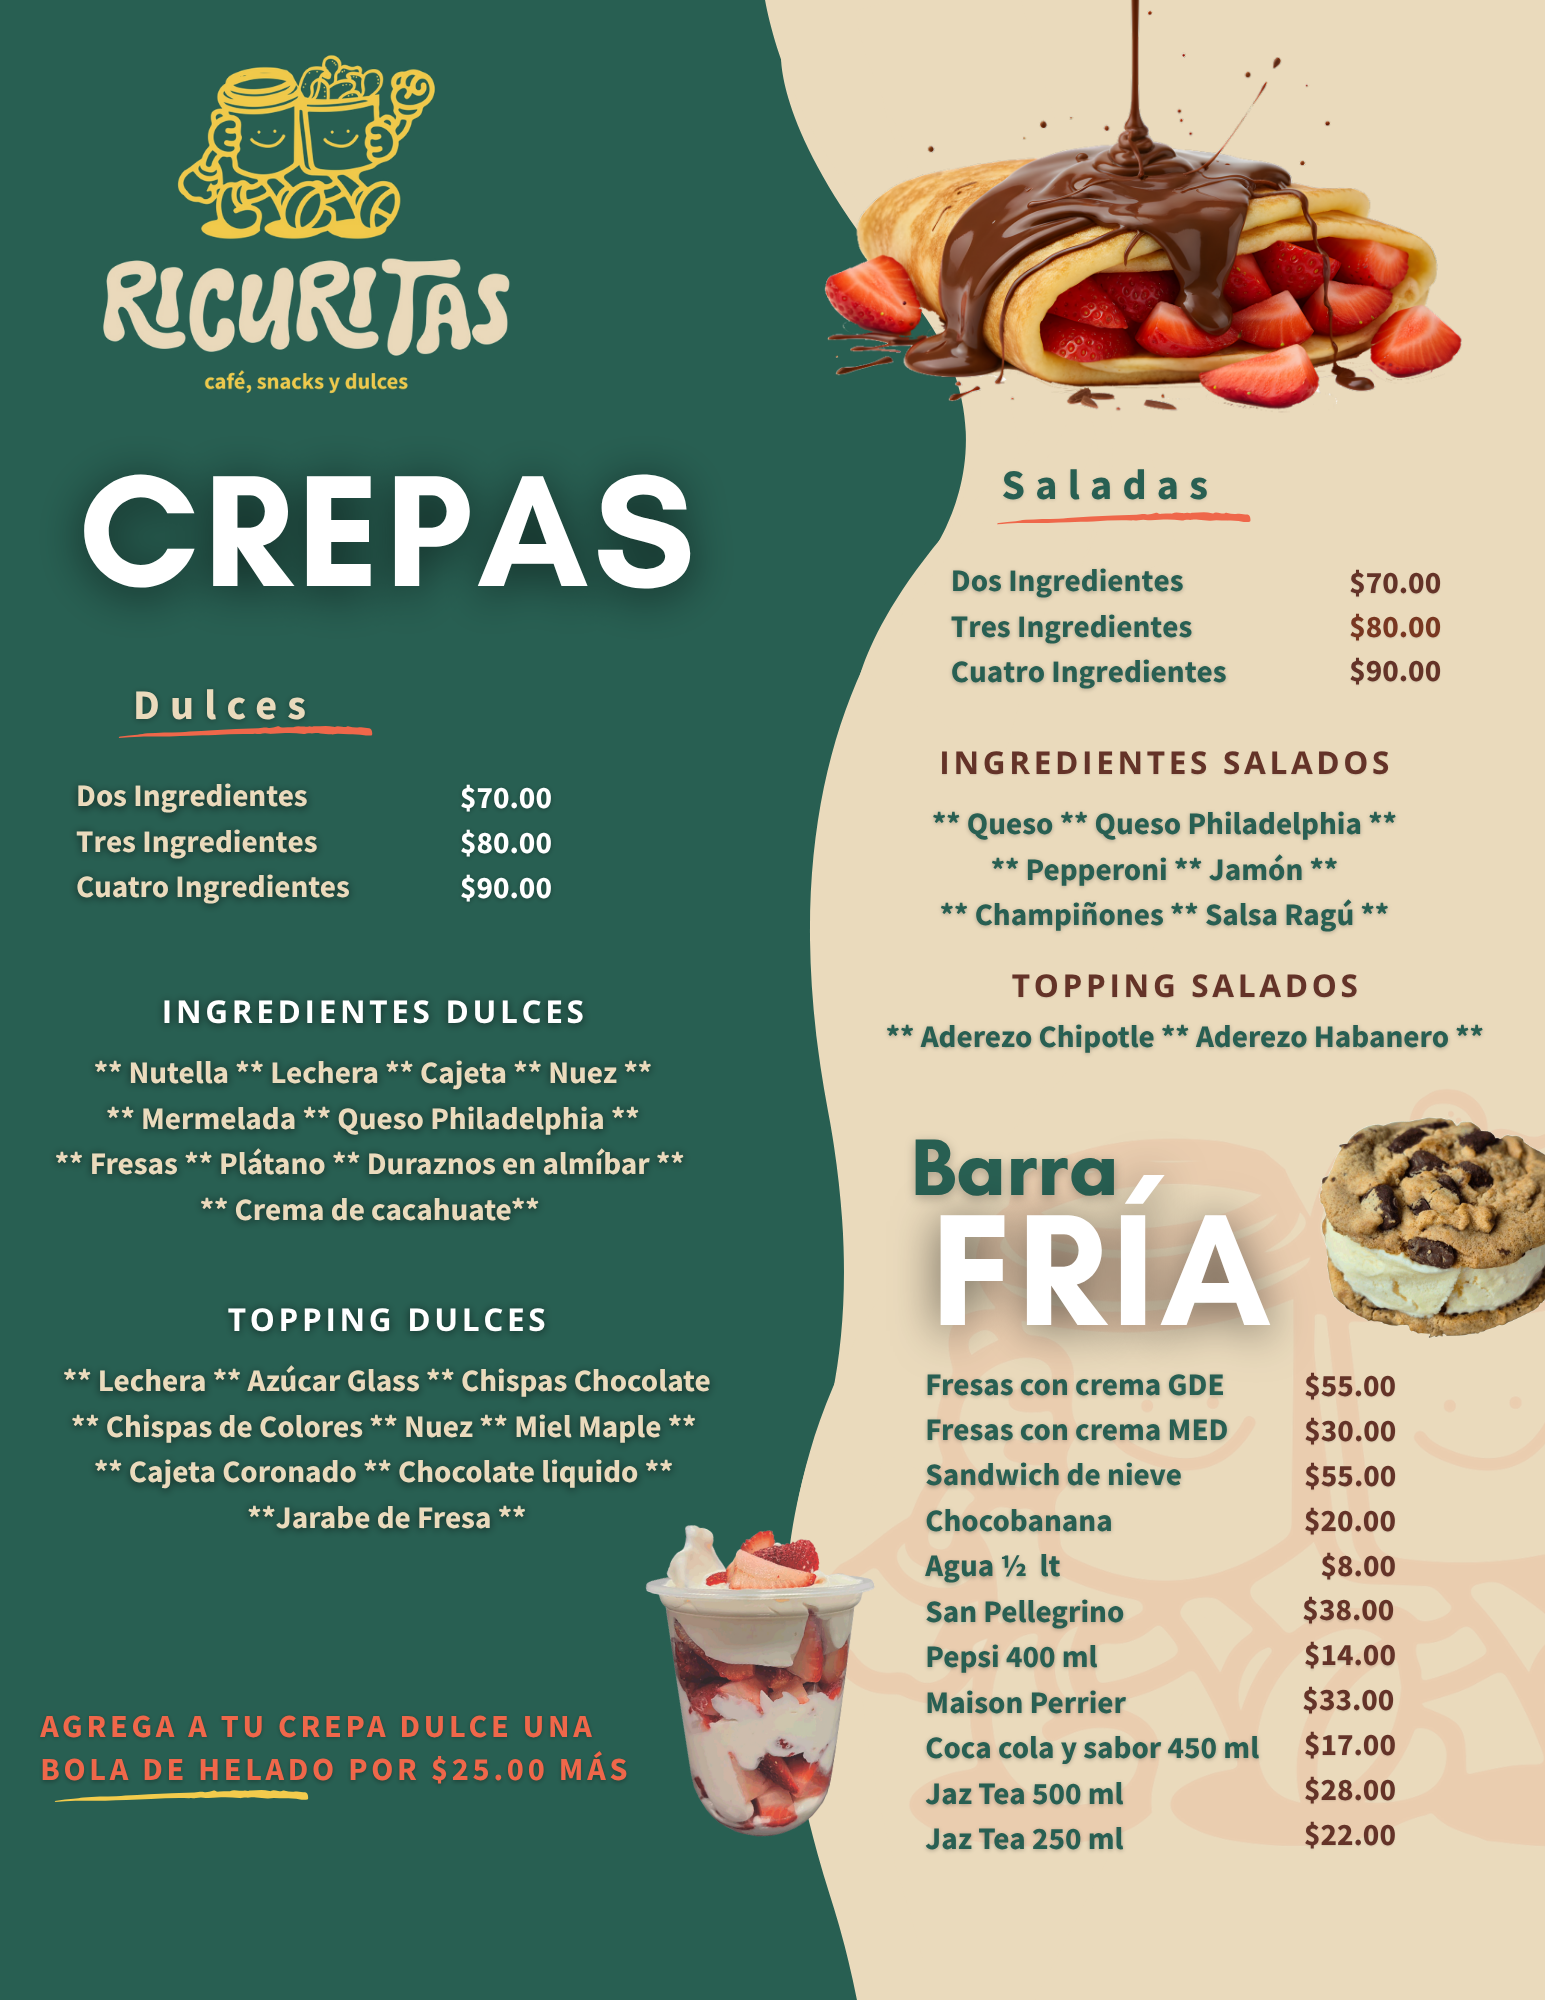 RICURITAS
café, snacks y dulces
CREPAS
Dulces
Dos Ingredientes $70.00
Tres Ingredientes $80.00
Cuatro Ingredientes $90.00
INGREDIENTES DULCES
** Nutella ** Lechera ** Cajeta ** Nuez **
** Mermelada ** Queso Philadelphia **
** Fresas ** Plátano ** Duraznos en almíbar **
** Crema de cacahuate**
TOPPING DULCES
** Lechera ** Azúcar Glass ** Chispas Chocolate
** Chispas de Colores ** Nuez ** Miel Maple **
** Cajeta Coronado ** Chocolate liquido **
**Jarabe de Fresa **
AGREGA A TU CREPA DULCE UNA
BOLA DE HELADO POR $25.00 MÁS
Saladas
Dos Ingredientes $70.00
Tres Ingredientes $80.00
Cuatro Ingredientes $90.00
INGREDIENTES SALADOS
** Queso ** Queso Philadelphia **
** Pepperoni ** Jamón **
** Champiñones ** Salsa Ragú **
TOPPING SALADOS
** Aderezo Chipotle ** Aderezo Habanero **
Barra
FRÍA
Fresas con crema GDE $55.00
Fresas con crema MED $30.00
Sandwich de nieve $55.00
Chocobanana $20.00
Agua ½ lt $8.00
San Pellegrino $38.00
Pepsi 400 ml $14.00
Maison Perrier $33.00
Coca cola y sabor 450 ml $17.00
Jaz Tea 500 ml $28.00
Jaz Tea 250 ml $22.00